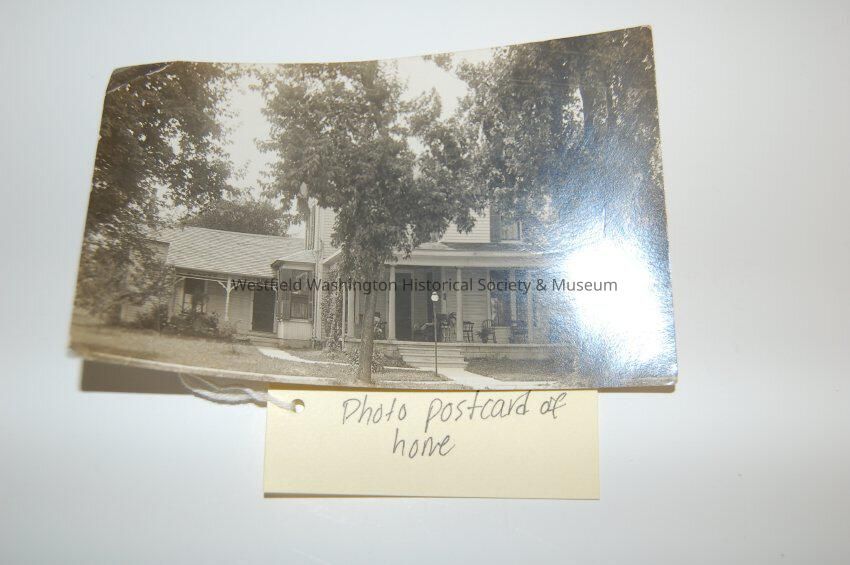 Westfield Washington Historical Society & Museum
Photo postcard of
home